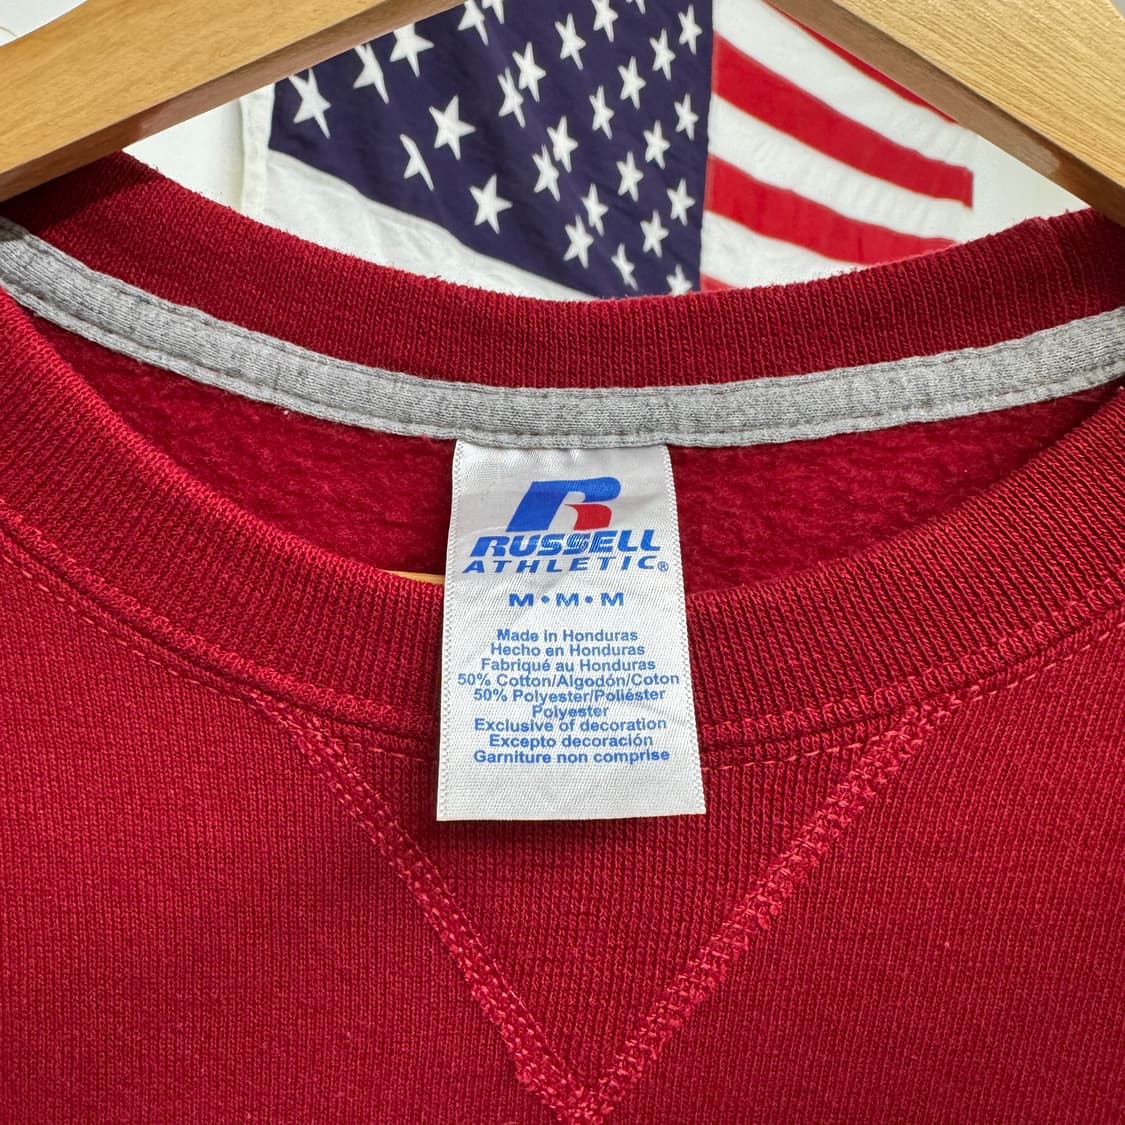 RUSSELL
ATHLETIC®
M•M•M
Made in Honduras
Hecho en Honduras
Fabriqué au Honduras
50% Cotton/Algodón/Coton
50% Polyester/Poliéster
Polyester
Exclusive of decoration
Excepto decoración
Garniture non comprise